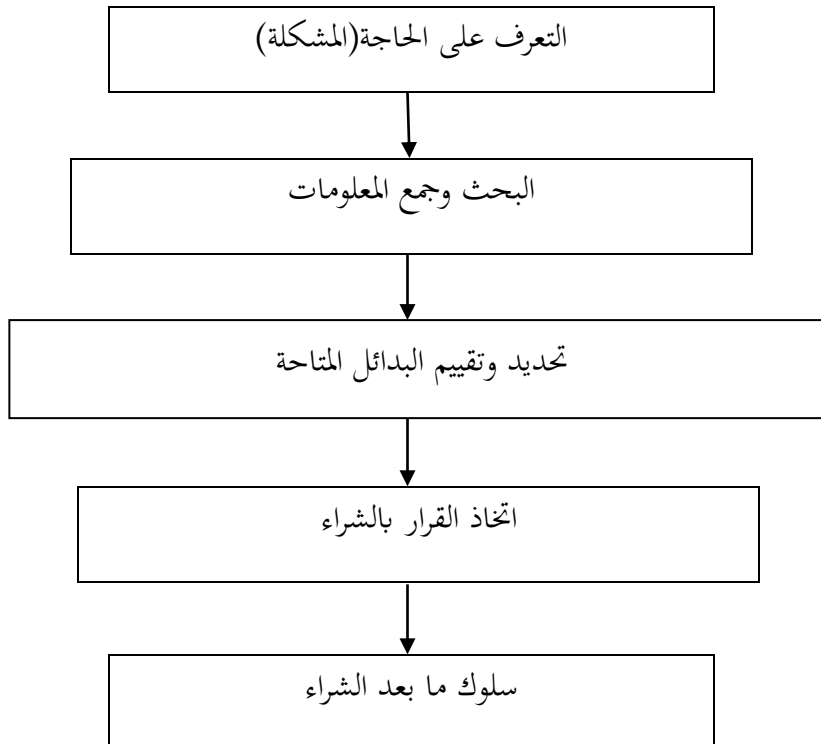 التعرف على الحاجة(المشكلة)
البحث وجمع المعلومات
تحديد وتقييم البدائل المتاحة
اتخاذ القرار بالشراء
سلوك ما بعد الشراء